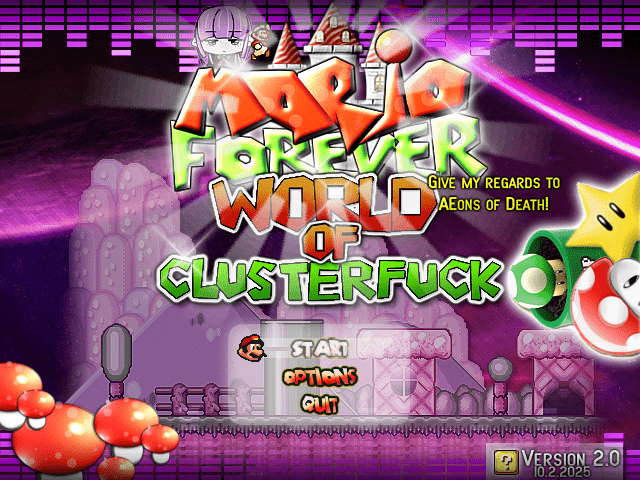 MARIO
FOREVER
WORLD
OF
CLUSTERFUCK
GIVE MY REGARDS TO
AEONS OF DEATH!
START
OPTIONS
QUIT
VERSION 2.0
10.2.2025